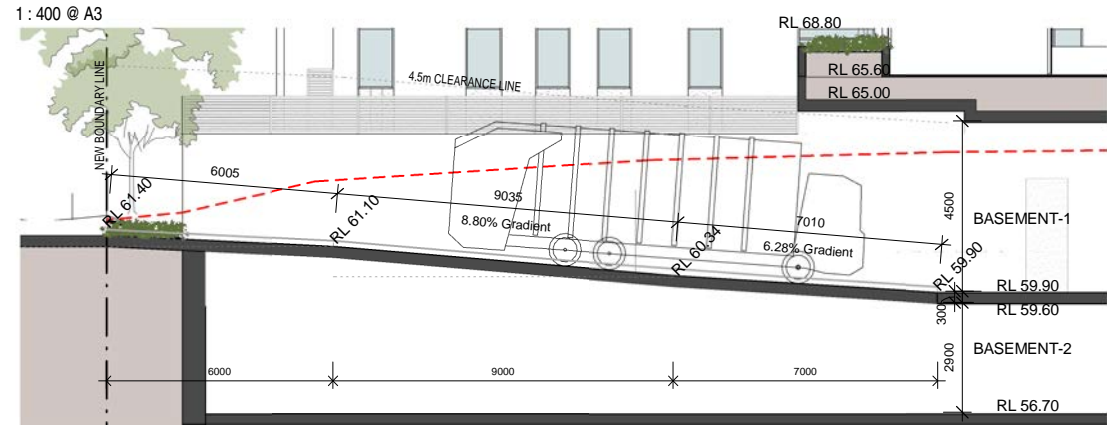 1 : 400 @ A3
RL 68.80
RL 65.60
RL 65.00
4.5m CLEARANCE LINE
NEW BOUNDARY LINE
6005
9035
7010
8.80% Gradient
6.28% Gradient
RL 61.40
RL 61.10
RL 60.34
RL 59.90
4500
BASEMENT-1
RL 59.90
RL 59.60
300
BASEMENT-2
2900
6000
9000
7000
RL 56.70